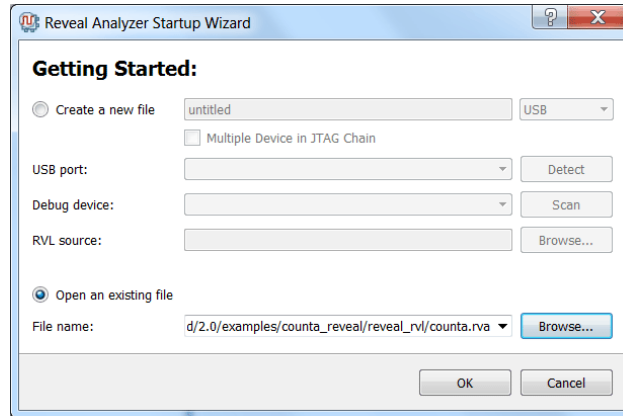 Reveal Analyzer Startup Wizard
Getting Started:
Create a new file untitled USB
Multiple Device in JTAG Chain
USB port: Detect
Debug device: Scan
RVL source: Browse...
Open an existing file
File name: d/2.0/examples/counta_reveal/reveal_rvl/counta.rva Browse...
OK Cancel